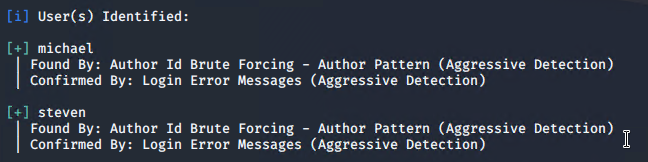 [i] User(s) Identified:
[+] michael
| Found By: Author Id Brute Forcing - Author Pattern (Aggressive Detection)
| Confirmed By: Login Error Messages (Aggressive Detection)
[+] steven
| Found By: Author Id Brute Forcing - Author Pattern (Aggressive Detection)
| Confirmed By: Login Error Messages (Aggressive Detection)